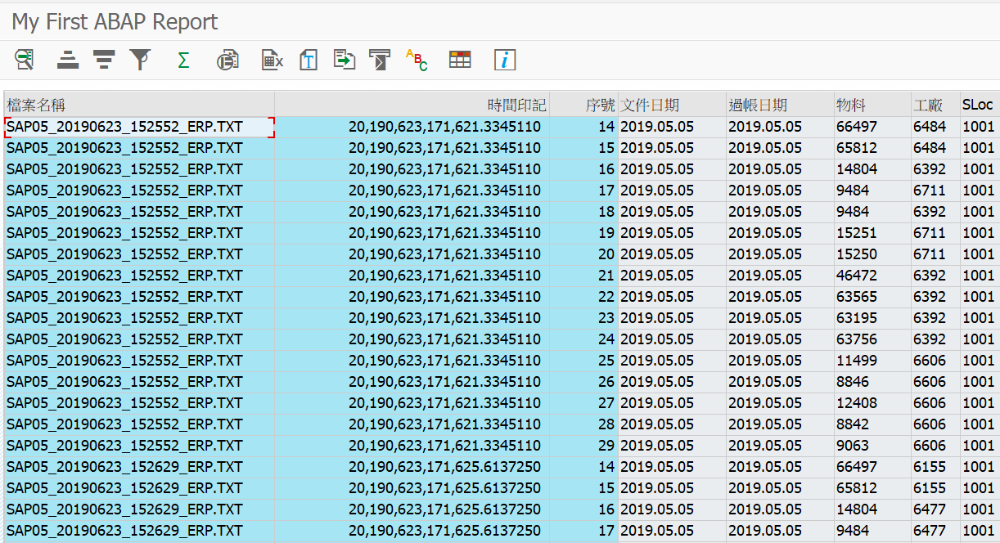 My First ABAP Report
Σ X T A B C i
檔案名稱 時間印記 序號 文件日期 過帳日期 物料 工廠 SLoc
SAP05_20190623_152552_ERP.TXT 20,190,623,171,621.3345110 14 2019.05.05 2019.05.05 66497 6484 1001
SAP05_20190623_152552_ERP.TXT 20,190,623,171,621.3345110 15 2019.05.05 2019.05.05 65812 6484 1001
SAP05_20190623_152552_ERP.TXT 20,190,623,171,621.3345110 16 2019.05.05 2019.05.05 14804 6392 1001
SAP05_20190623_152552_ERP.TXT 20,190,623,171,621.3345110 17 2019.05.05 2019.05.05 9484 6711 1001
SAP05_20190623_152552_ERP.TXT 20,190,623,171,621.3345110 18 2019.05.05 2019.05.05 9484 6392 1001
SAP05_20190623_152552_ERP.TXT 20,190,623,171,621.3345110 19 2019.05.05 2019.05.05 15251 6711 1001
SAP05_20190623_152552_ERP.TXT 20,190,623,171,621.3345110 20 2019.05.05 2019.05.05 15250 6711 1001
SAP05_20190623_152552_ERP.TXT 20,190,623,171,621.3345110 21 2019.05.05 2019.05.05 46472 6392 1001
SAP05_20190623_152552_ERP.TXT 20,190,623,171,621.3345110 22 2019.05.05 2019.05.05 63565 6392 1001
SAP05_20190623_152552_ERP.TXT 20,190,623,171,621.3345110 23 2019.05.05 2019.05.05 63195 6392 1001
SAP05_20190623_152552_ERP.TXT 20,190,623,171,621.3345110 24 2019.05.05 2019.05.05 63756 6392 1001
SAP05_20190623_152552_ERP.TXT 20,190,623,171,621.3345110 25 2019.05.05 2019.05.05 11499 6606 1001
SAP05_20190623_152552_ERP.TXT 20,190,623,171,621.3345110 26 2019.05.05 2019.05.05 8846 6606 1001
SAP05_20190623_152552_ERP.TXT 20,190,623,171,621.3345110 27 2019.05.05 2019.05.05 12408 6606 1001
SAP05_20190623_152552_ERP.TXT 20,190,623,171,621.3345110 28 2019.05.05 2019.05.05 8842 6606 1001
SAP05_20190623_152552_ERP.TXT 20,190,623,171,621.3345110 29 2019.05.05 2019.05.05 9063 6606 1001
SAP05_20190623_152629_ERP.TXT 20,190,623,171,625.6137250 14 2019.05.05 2019.05.05 66497 6155 1001
SAP05_20190623_152629_ERP.TXT 20,190,623,171,625.6137250 15 2019.05.05 2019.05.05 65812 6155 1001
SAP05_20190623_152629_ERP.TXT 20,190,623,171,625.6137250 16 2019.05.05 2019.05.05 14804 6477 1001
SAP05_20190623_152629_ERP.TXT 20,190,623,171,625.6137250 17 2019.05.05 2019.05.05 9484 6477 1001